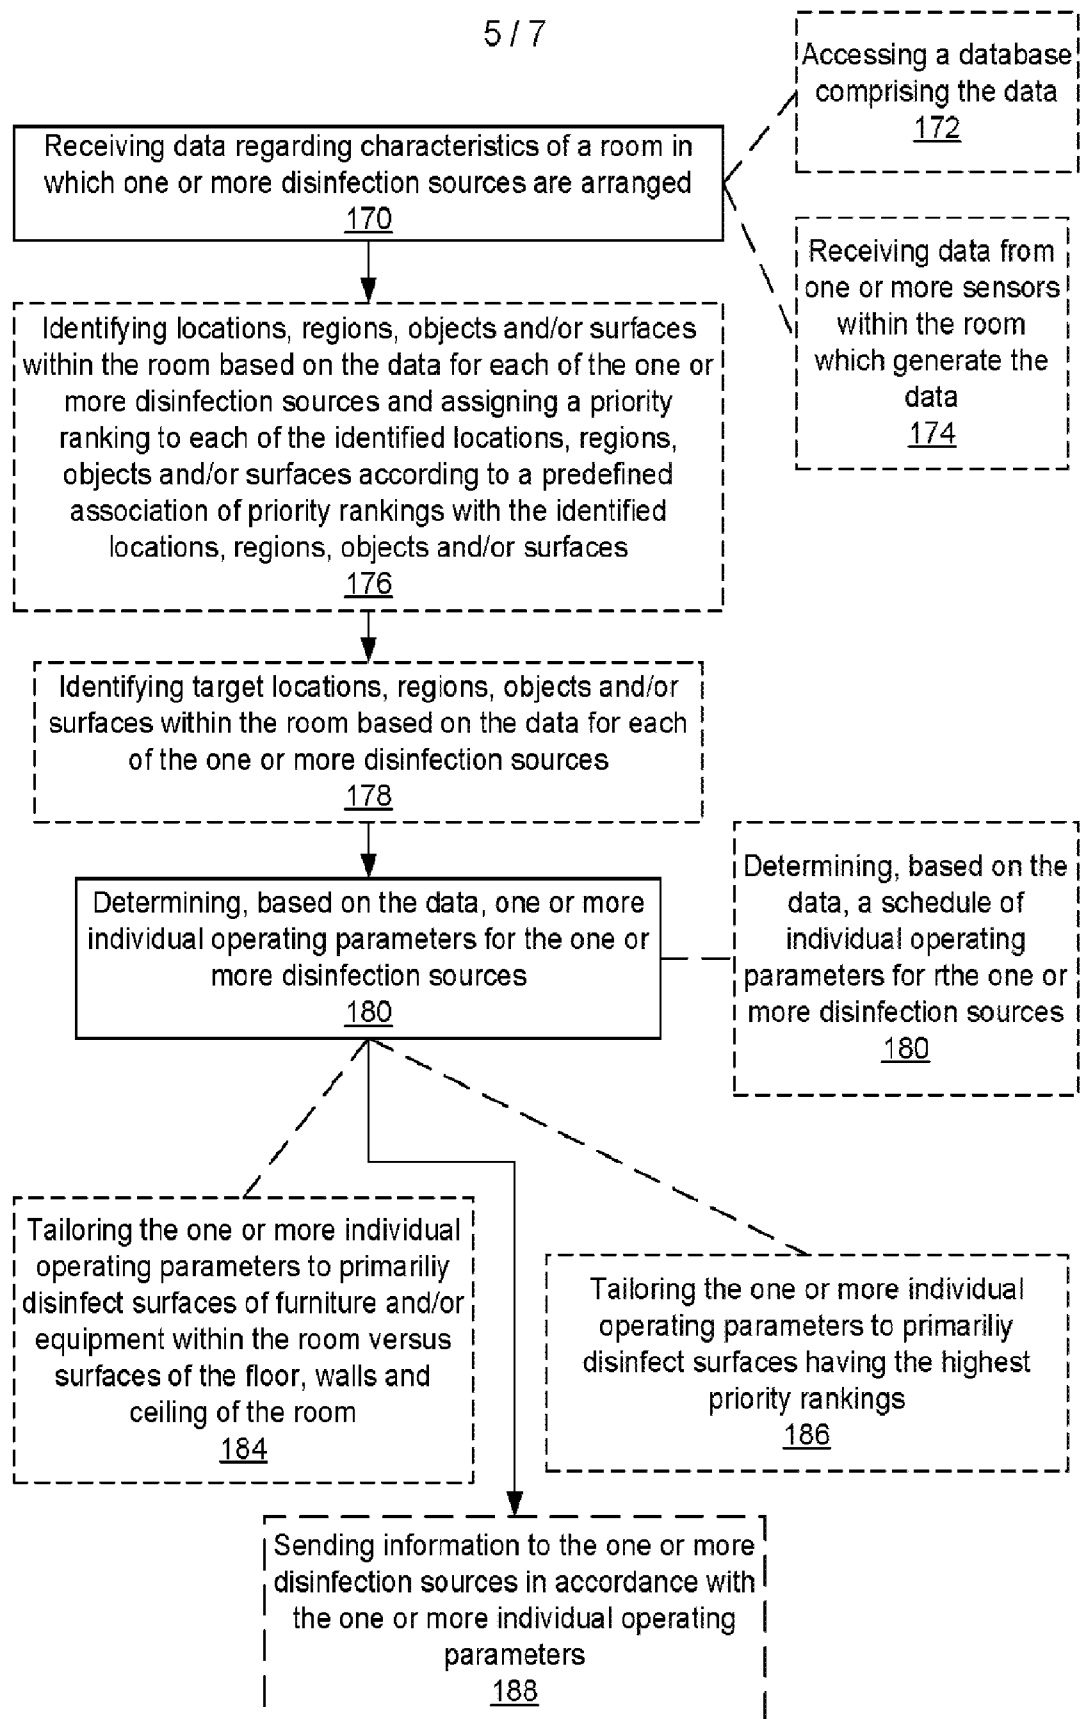 5 / 7
Accessing a database
comprising the data
172
Receiving data regarding characteristics of a room in
which one or more disinfection sources are arranged
170
Receiving data from
one or more sensors
within the room
which generate the
data
174
Identifying locations, regions, objects and/or surfaces
within the room based on the data for each of the one or
more disinfection sources and assigning a priority
ranking to each of the identified locations, regions,
objects and/or surfaces according to a predefined
association of priority rankings with the identified
locations, regions, objects and/or surfaces
176
Identifying target locations, regions, objects and/or
surfaces within the room based on the data for each
of the one or more disinfection sources
178
Determining, based on the data, one or more
individual operating parameters for the one or
more disinfection sources
180
Determining, based on the
data, a schedule of
individual operating
parameters for rthe one or
more disinfection sources
180
Tailoring the one or more individual
operating parameters to primariliy
disinfect surfaces of furniture and/or
equipment within the room versus
surfaces of the floor, walls and
ceiling of the room
184
Tailoring the one or more individual
operating parameters to primariliy
disinfect surfaces having the highest
priority rankings
186
Sending information to the one or more
disinfection sources in accordance with
the one or more individual operating
parameters
188